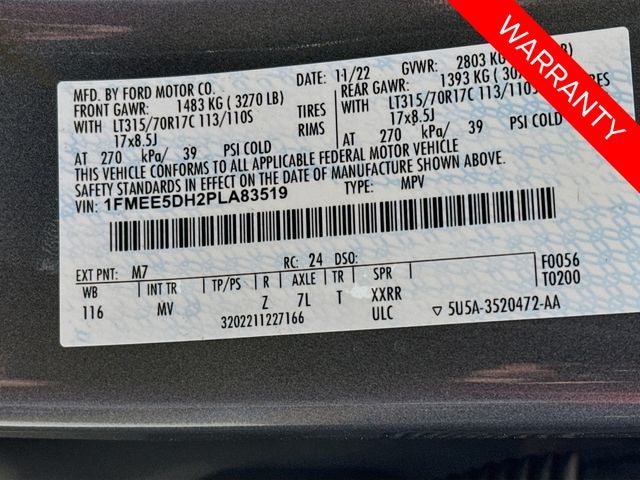 WARRANTY
MFD. BY FORD MOTOR CO. DATE: 11/22 GVWR: 2803 KG
FRONT GAWR: 1483 KG (3270 LB) REAR GAWR: 1393 KG
WITH LT315/70R17C 113/110S TIRES WITH LT315/70R17C 113/110S
17x8.5J RIMS 17x8.5J
AT 270 kPa/ 39 PSI COLD AT 270 kPa/ 39 PSI COLD
THIS VEHICLE CONFORMS TO ALL APPLICABLE FEDERAL MOTOR VEHICLE
SAFETY STANDARDS IN EFFECT ON THE DATE OF MANUFACTURE SHOWN ABOVE.
VIN: 1FMEE5DH2PLA83519 TYPE: MPV
EXT PNT: M7 RC: 24 DSO: F0056
WB INT TR TP/PS R AXLE TR SPR T0200
116 MV Z 7L T XXRR
3202211227166 ULC ▽ 5U5A-3520472-AA